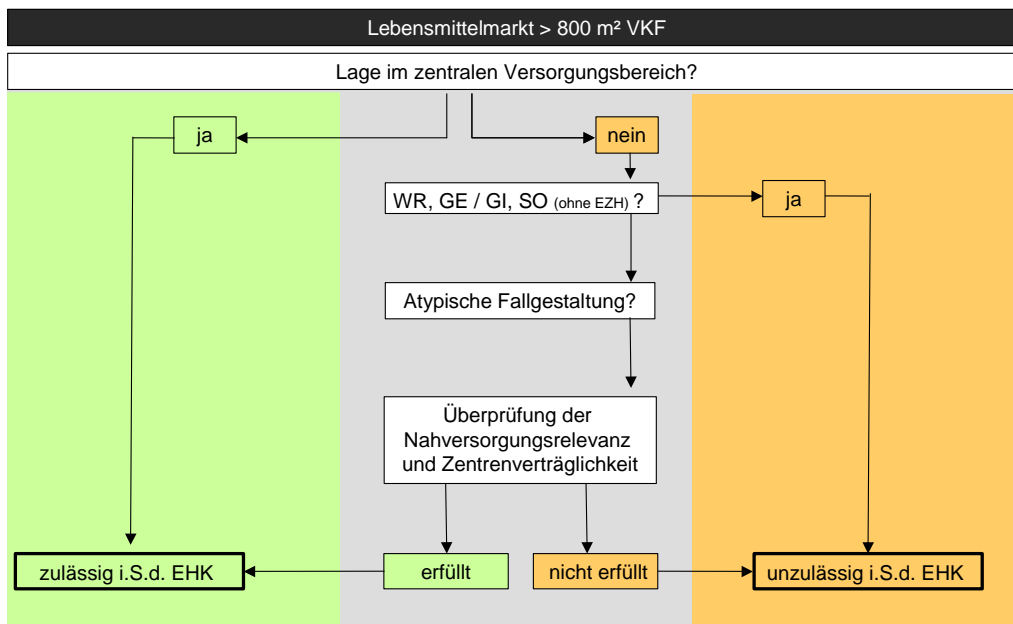 Lebensmittelmarkt > 800 m² VKF
Lage im zentralen Versorgungsbereich?
ja
nein
WR, GE / GI, SO (ohne EZH) ?
ja
Atypische Fallgestaltung?
Überprüfung der
Nahversorgungsrelevanz
und Zentrenverträglichkeit
zulässig i.S.d. EHK
erfüllt
nicht erfüllt
unzulässig i.S.d. EHK